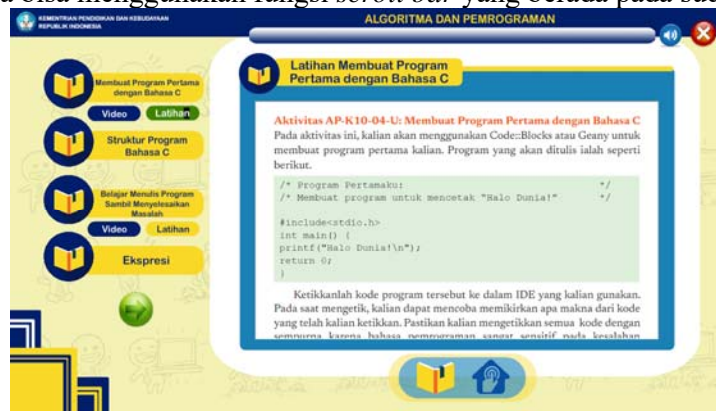 a bisa menggunakan fungsi scroll bar yang berada pada
KEMENTRIAN PENDIDIKAN DAN KEBUDAYAAN
REPUBLIK INDONESIA
ALGORITMA DAN PEMROGRAMAN
Membuat Program Pertama
dengan Bahasa C
Video
Latihan
Struktur Program
Bahasa C
Belajar Menulis Program
Sambil Menyelesaikan
Masalah
Video
Latihan
Ekspresi
Latihan Membuat Program
Pertama dengan Bahasa C
Aktivitas AP-K10-04-U: Membuat Program Pertama dengan Bahasa C
Pada aktivitas ini, kalian akan menggunakan Code::Blocks atau Geany untuk
membuat program pertama kalian. Program yang akan ditulis ialah seperti
berikut.
/* Program Pertamaku: */
/* Membuat program untuk mencetak "Halo Dunia!" */
#include<stdio.h>
int main() {
printf("Halo Dunia!\n");
return 0;
}
Ketikkanlah kode program tersebut ke dalam IDE yang kalian gunakan.
Pada saat mengetik, kalian dapat mencoba memikirkan apa makna dari kode
yang telah kalian ketikkan. Pastikan kalian mengetikkan semua kode dengan
sempurna karena bahasa pemrograman sangat sensitif pada kesalahan